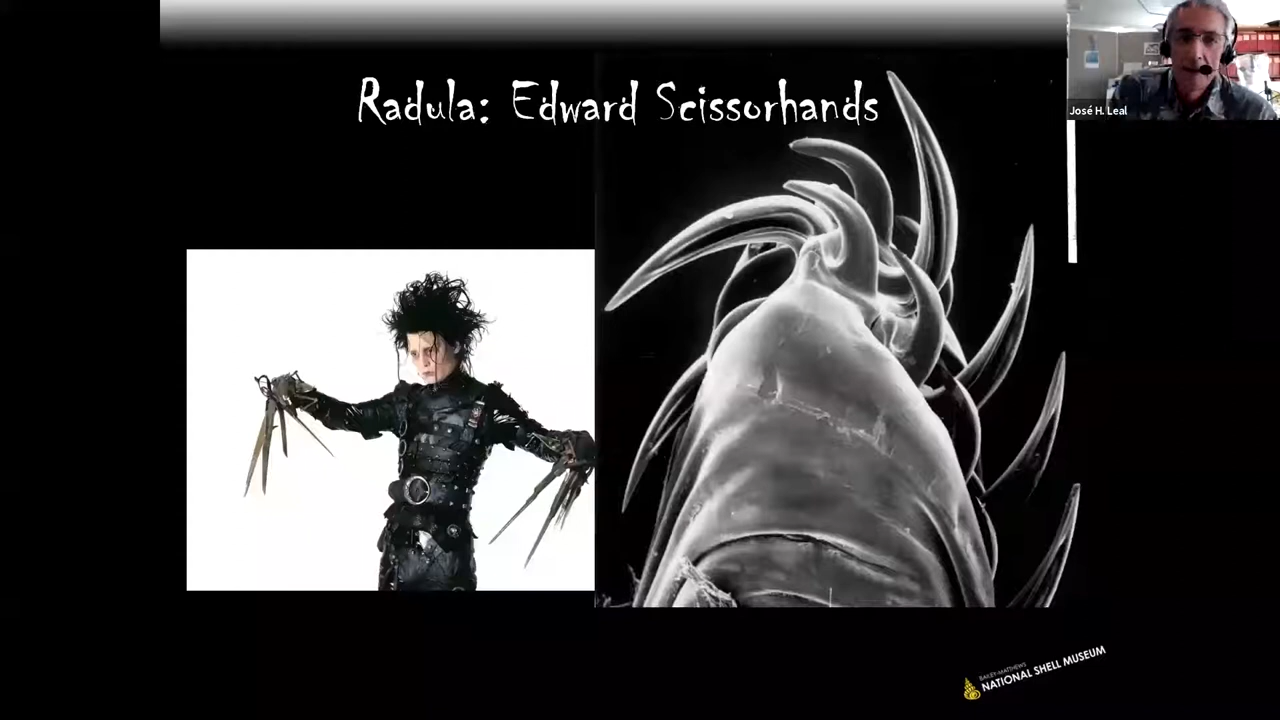 Radula: Edward Scissorhands
José H. Leal
BAILEY-MATTHEWS
NATIONAL SHELL MUSEUM